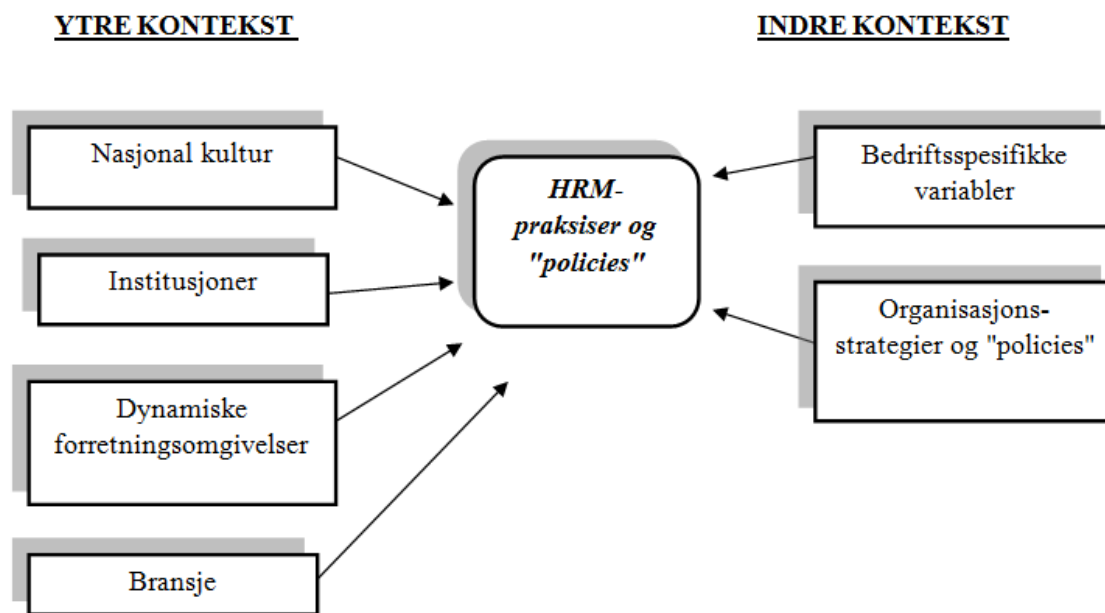 YTRE KONTEKST
INDRE KONTEKST
Nasjonal kultur
Institusjoner
Dynamiske
forretningsomgivelser
Bransje
HRM-
praksiser og
"policies"
Bedriftsspesifikke
variabler
Organisasjons-
strategier og "policies"